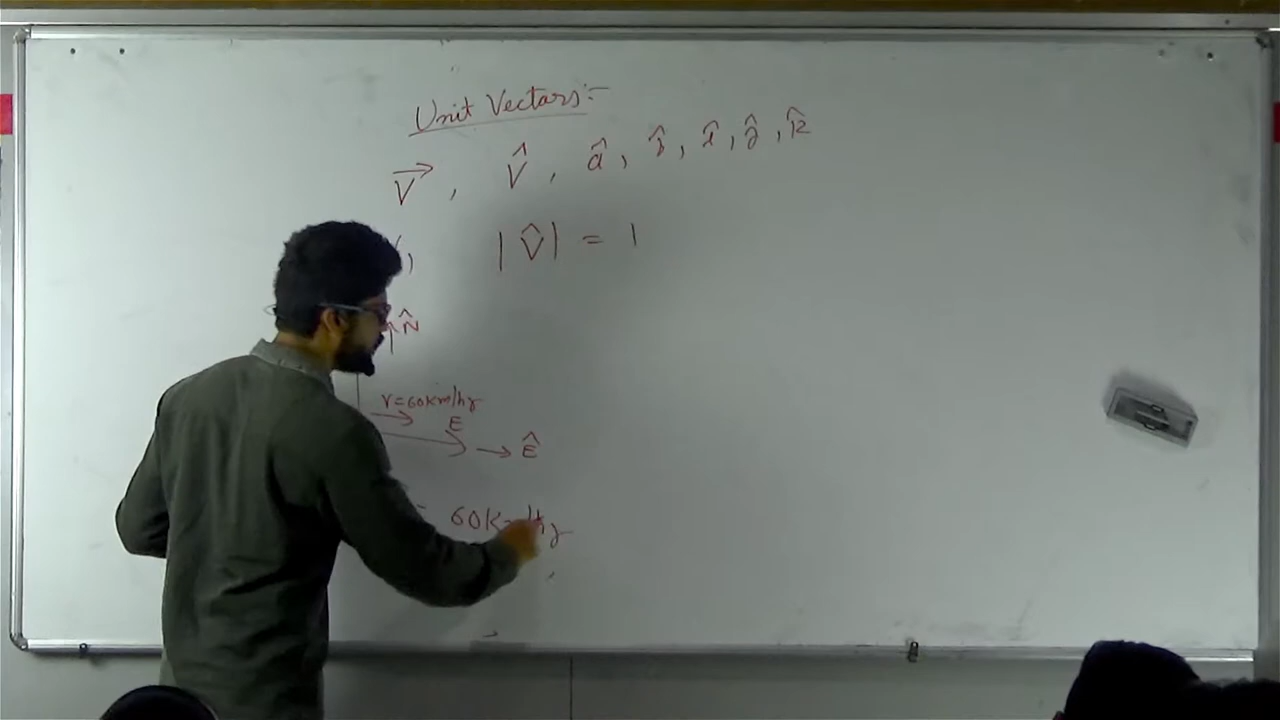 Unit Vectors:-
V⃗ , V̂ , â , r̂ , î , ĵ , k̂
, |V̂| = 1
N̂
V=60km/hr
E
→ Ê
60km/hr